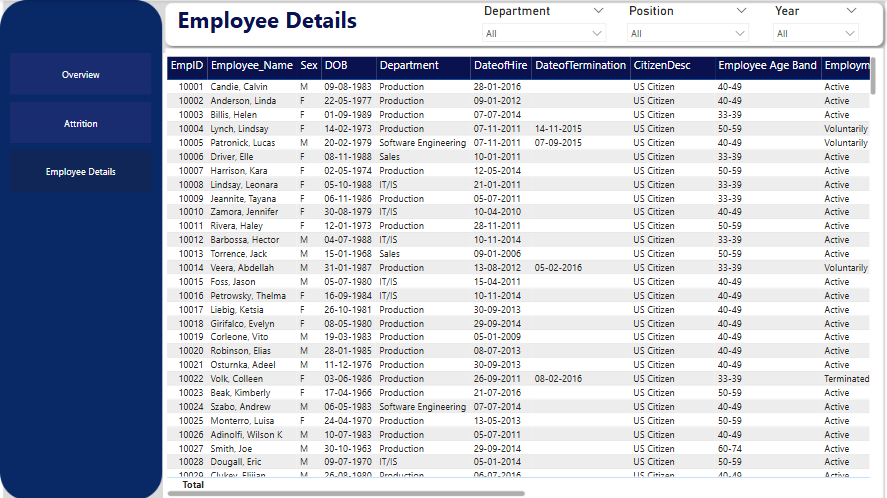 Employee Details
Department Position Year
All All All
Overview
Attrition
Employee Details
EmpID Employee_Name Sex DOB Department DateofHire DateofTermination CitizenDesc Employee Age Band Employm
10001 Candie, Calvin M 09-08-1983 Production 28-01-2016 US Citizen 40-49 Active
10002 Anderson, Linda F 22-05-1977 Production 09-01-2012 US Citizen 40-49 Active
10003 Billis, Helen F 01-09-1989 Production 07-07-2014 US Citizen 33-39 Active
10004 Lynch, Lindsay F 14-02-1973 Production 07-11-2011 14-11-2015 US Citizen 50-59 Voluntarily
10005 Patronick, Lucas M 20-02-1979 Software Engineering 07-11-2011 07-09-2015 US Citizen 40-49 Voluntarily
10006 Driver, Elle F 08-11-1988 Sales 10-01-2011 US Citizen 33-39 Active
10007 Harrison, Kara F 02-05-1974 Production 12-05-2014 US Citizen 50-59 Active
10008 Lindsay, Leonara F 05-10-1988 IT/IS 21-01-2011 US Citizen 33-39 Active
10009 Jeannite, Tayana F 06-11-1986 Production 05-07-2011 US Citizen 33-39 Active
10010 Zamora, Jennifer F 30-08-1979 IT/IS 10-04-2010 US Citizen 40-49 Active
10011 Rivera, Haley F 12-01-1973 Production 28-11-2011 US Citizen 50-59 Active
10012 Barbossa, Hector M 04-07-1988 IT/IS 10-11-2014 US Citizen 33-39 Active
10013 Torrence, Jack M 15-01-1968 Sales 09-01-2006 US Citizen 50-59 Active
10014 Veera, Abdellah M 31-01-1987 Production 13-08-2012 05-02-2016 US Citizen 33-39 Voluntarily
10015 Foss, Jason M 05-07-1980 IT/IS 15-04-2011 US Citizen 40-49 Active
10016 Petrowsky, Thelma F 16-09-1984 IT/IS 10-11-2014 US Citizen 40-49 Active
10017 Liebig, Ketsia F 26-10-1981 Production 30-09-2013 US Citizen 40-49 Active
10018 Girifalco, Evelyn F 08-05-1980 Production 29-09-2014 US Citizen 40-49 Active
10019 Corleone, Vito M 19-03-1983 Production 05-01-2009 US Citizen 40-49 Active
10020 Robinson, Elias M 28-01-1985 Production 08-07-2013 US Citizen 40-49 Active
10021 Osturnka, Adeel M 11-12-1976 Production 30-09-2013 US Citizen 40-49 Active
10022 Volk, Colleen F 03-06-1986 Production 26-09-2011 08-02-2016 US Citizen 33-39 Terminated
10023 Beak, Kimberly F 17-04-1966 Production 21-07-2016 US Citizen 50-59 Active
10024 Szabo, Andrew M 06-05-1983 Software Engineering 07-07-2014 US Citizen 40-49 Active
10025 Monterro, Luisa F 24-04-1970 Production 13-05-2013 US Citizen 50-59 Active
10026 Adinolfi, Wilson K M 10-07-1983 Production 05-07-2011 US Citizen 40-49 Active
10027 Smith, Joe M 30-10-1963 Production 29-09-2014 US Citizen 60-74 Active
10028 Dougall, Eric M 09-07-1970 IT/IS 05-01-2014 US Citizen 50-59 Active
10029 Clukey, Elijian M 26-08-1980 Production 06-07-2016 US Citizen 40-49 Active
Total